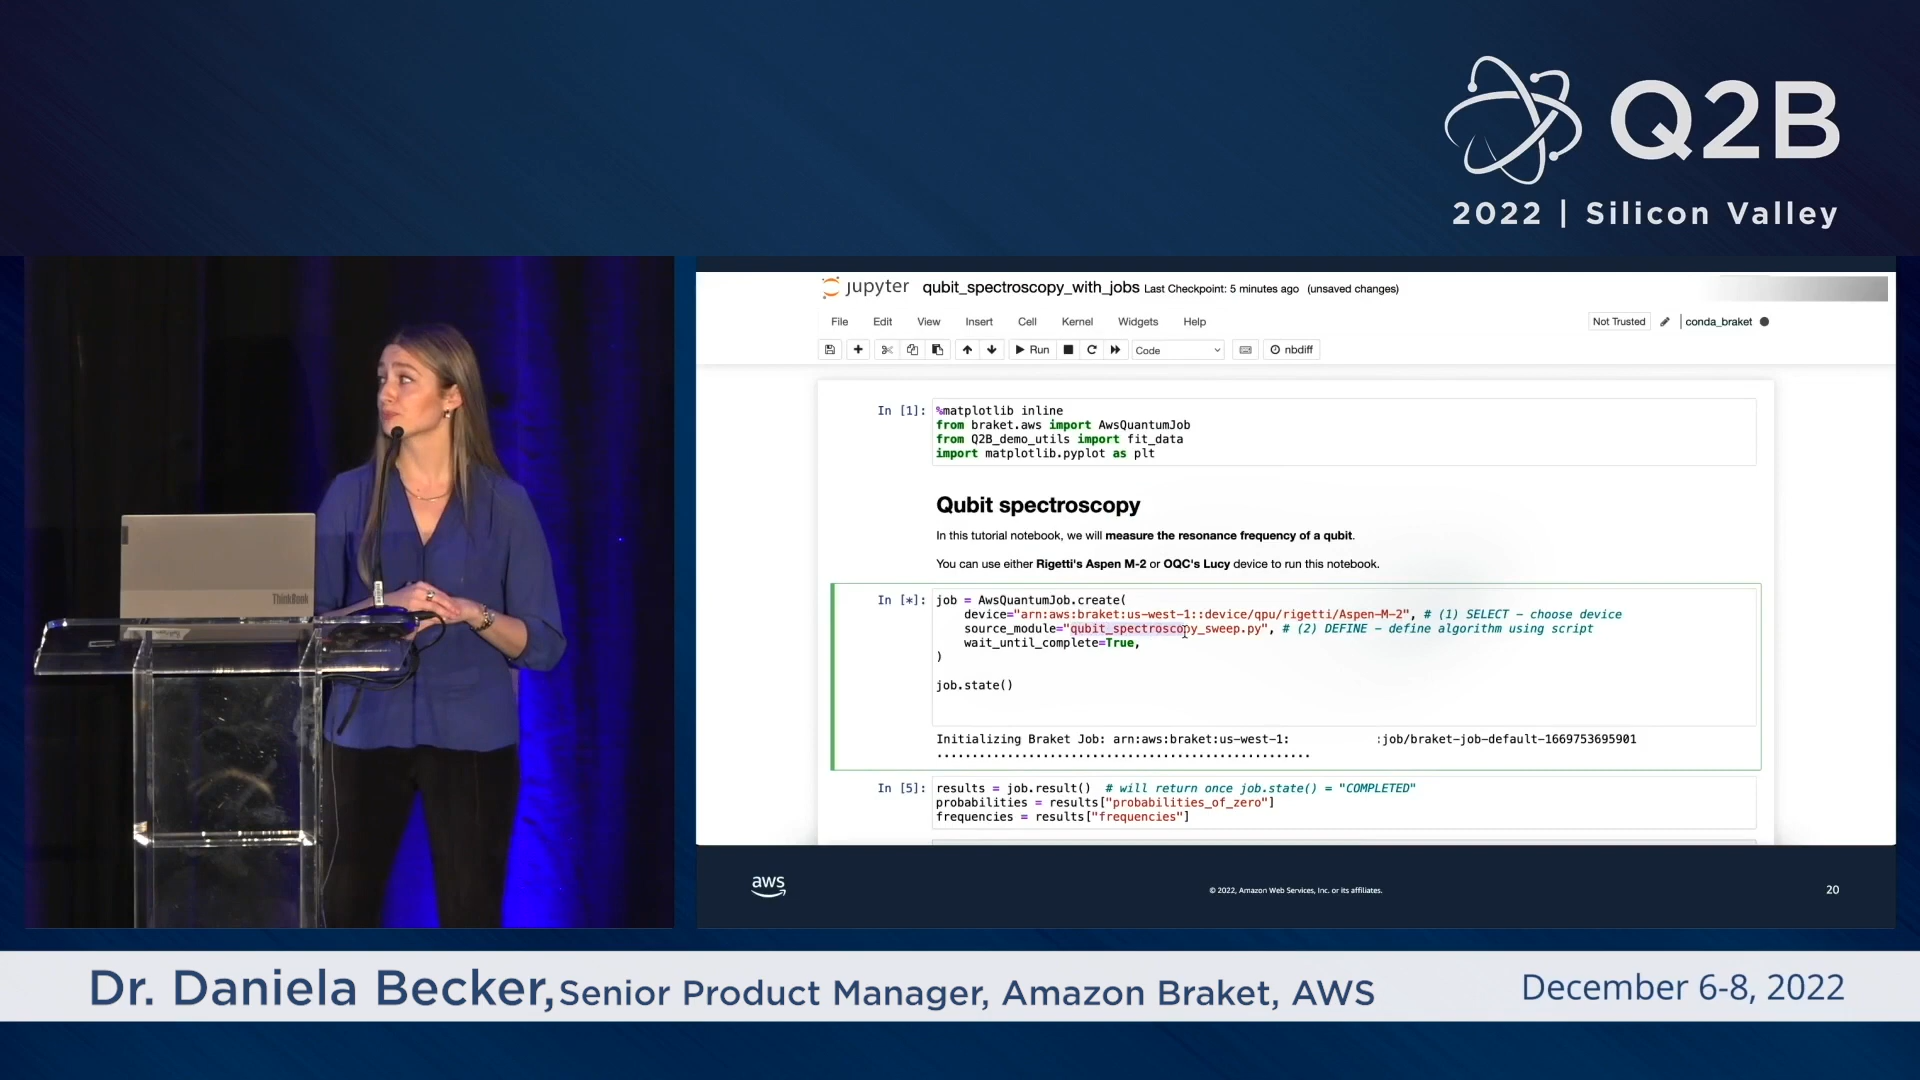 Q2B
2022 | Silicon Valley
jupyter qubit_spectroscopy_with_jobs Last Checkpoint: 5 minutes ago (unsaved changes)
File Edit View Insert Cell Kernel Widgets Help
Not Trusted conda_braket
Run Code nbdiff
In [1]: %matplotlib inline
from braket.aws import AwsQuantumJob
from Q2B_demo_utils import fit_data
import matplotlib.pyplot as plt
Qubit spectroscopy
In this tutorial notebook, we will measure the resonance frequency of a qubit.
You can use either Rigetti's Aspen M-2 or OQC's Lucy device to run this notebook.
In [*]: job = AwsQuantumJob.create(
device="arn:aws:braket:us-west-1::device/qpu/rigetti/Aspen-M-2", # (1) SELECT - choose device
source_module="qubit_spectroscopy_sweep.py", # (2) DEFINE - define algorithm using script
wait_until_complete=True,
)
job.state()
Initializing Braket Job: arn:aws:braket:us-west-1: :job/braket-job-default-1669753695901
.....................................................
In [5]: results = job.result() # will return once job.state() = "COMPLETED"
probabilities = results["probabilities_of_zero"]
frequencies = results["frequencies"]
aws
© 2022, Amazon Web Services, Inc. or its affiliates.
20
ThinkBook
Dr. Daniela Becker, Senior Product Manager, Amazon Braket, AWS
December 6-8, 2022